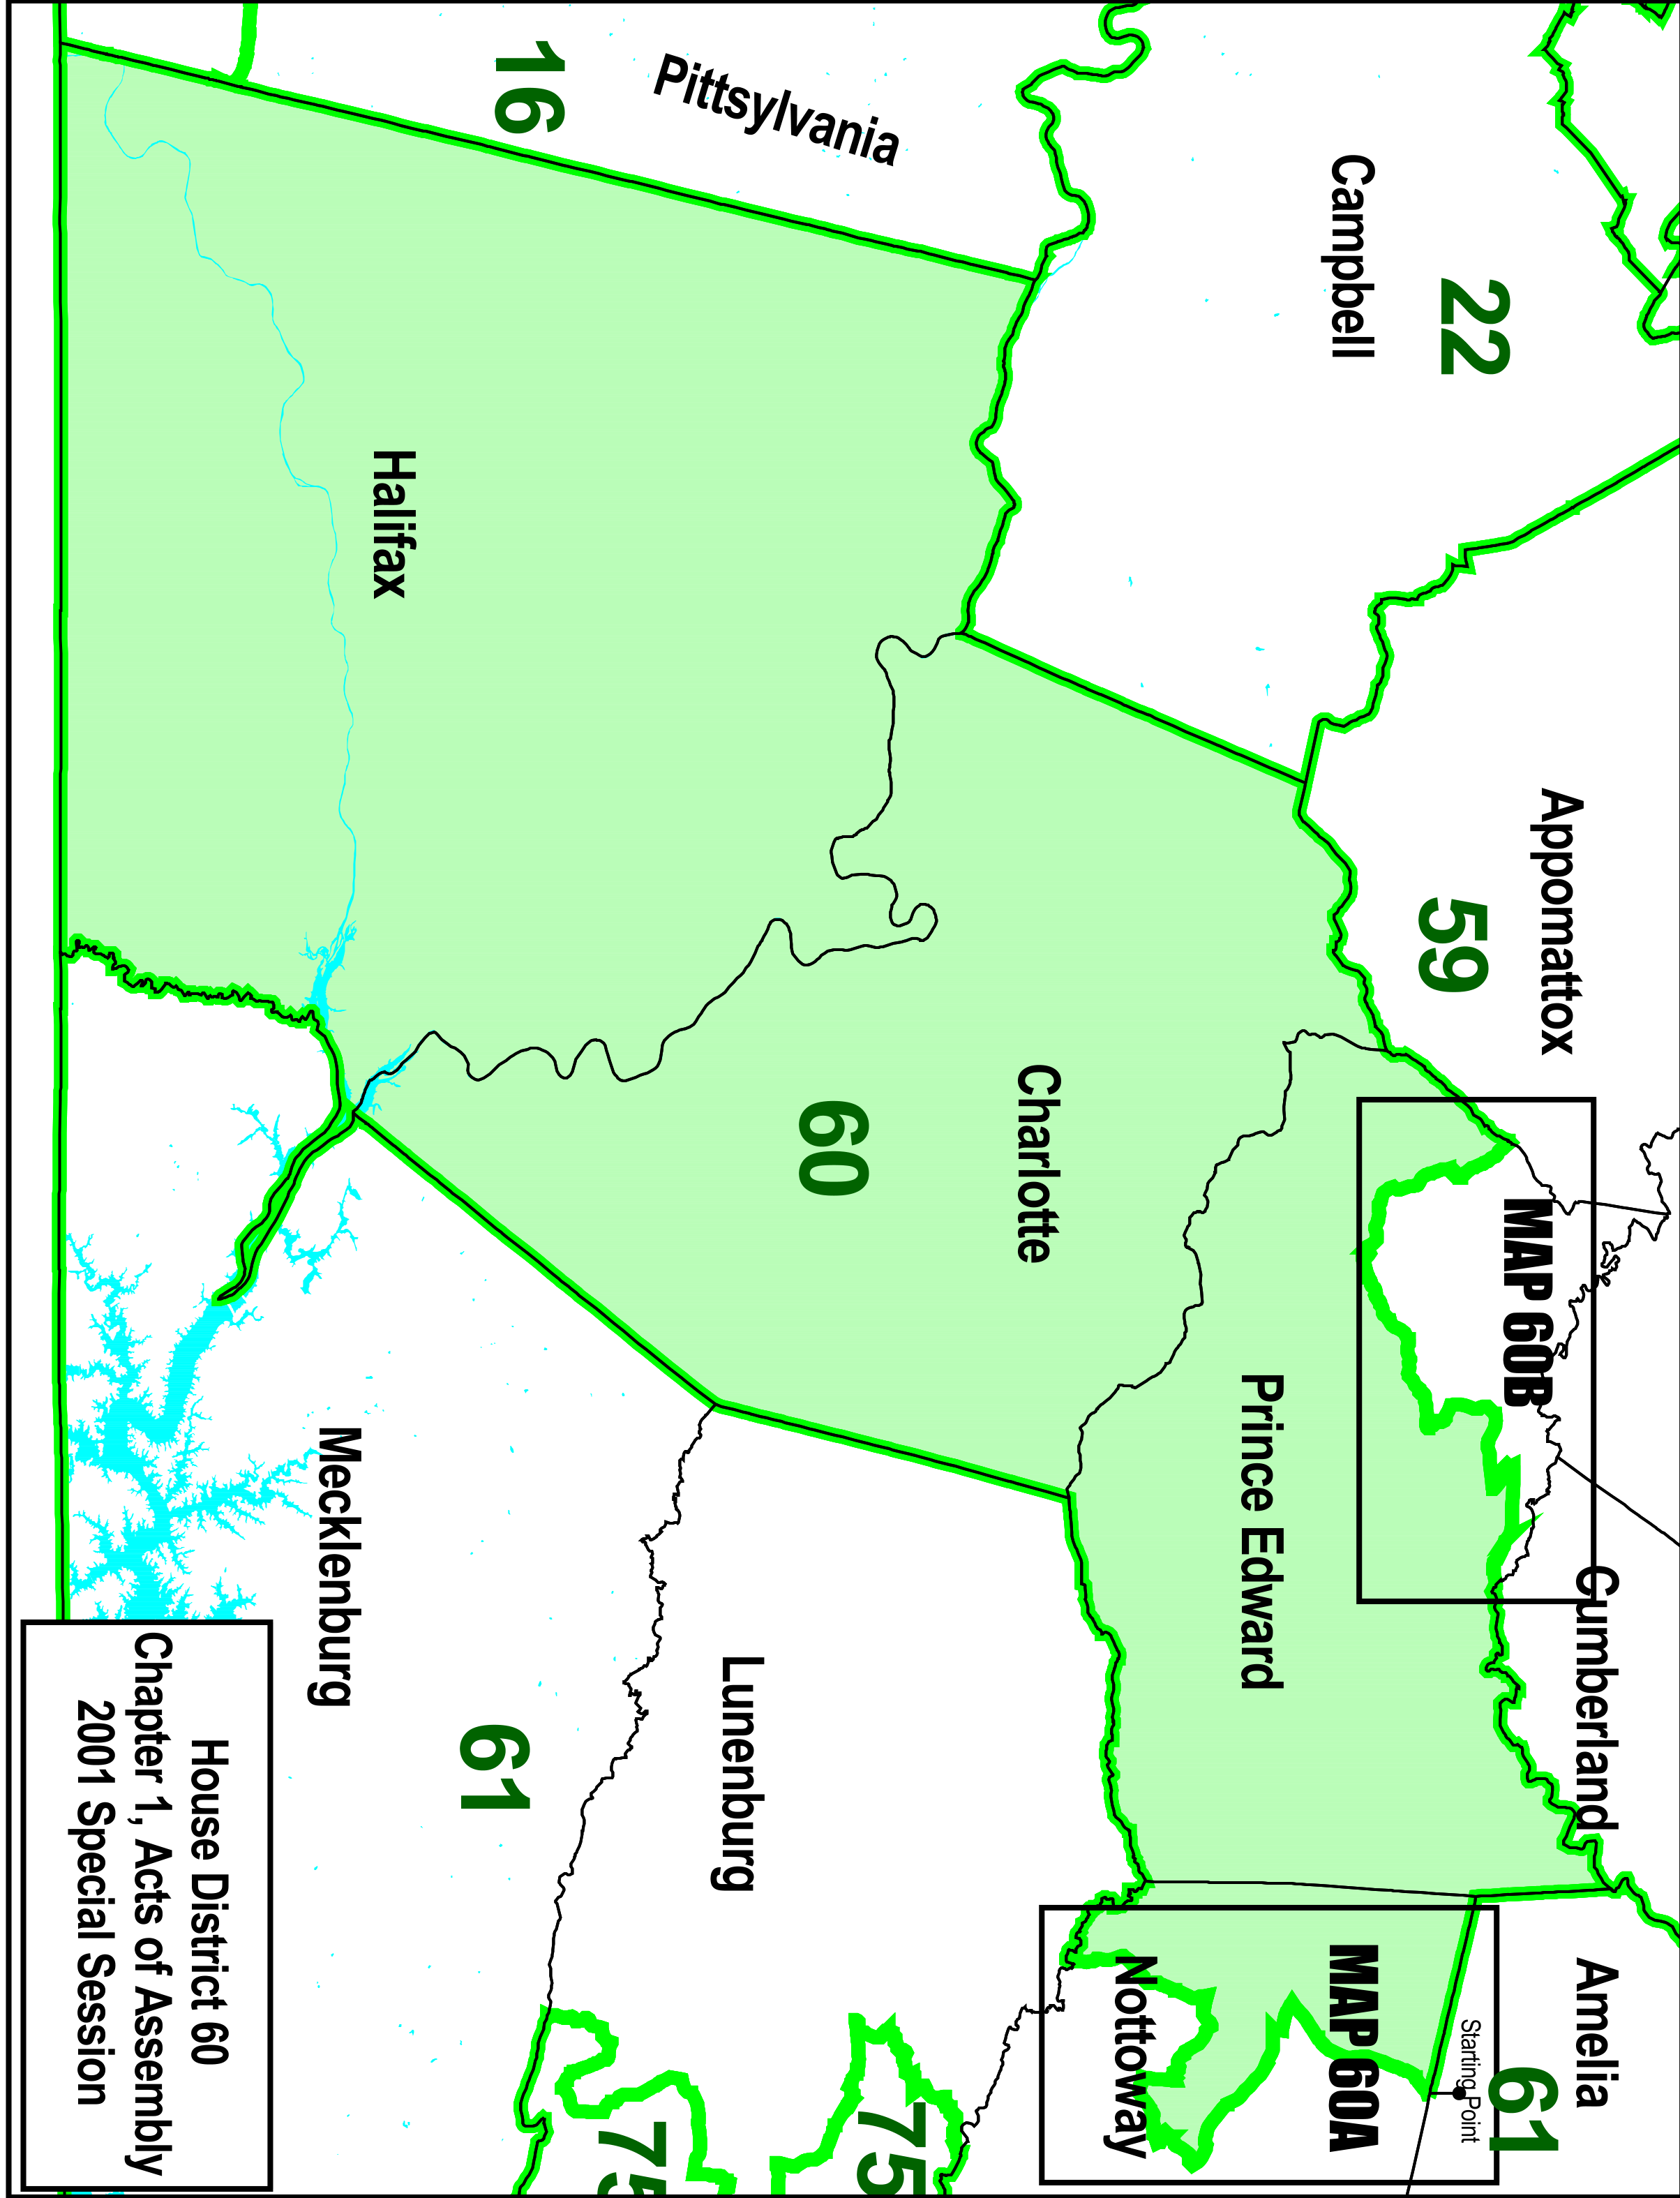 22
Campbell
Pittsylvania
16
Appomattox
59
MAP 60B
Cumberland
Amelia
61
Starting Point
MAP 60A
Nottoway
Prince Edward
Charlotte
60
Halifax
Lunenburg
75
75
61
Mecklenburg
House District 60
Chapter 1, Acts of Assembly
2001 Special Session